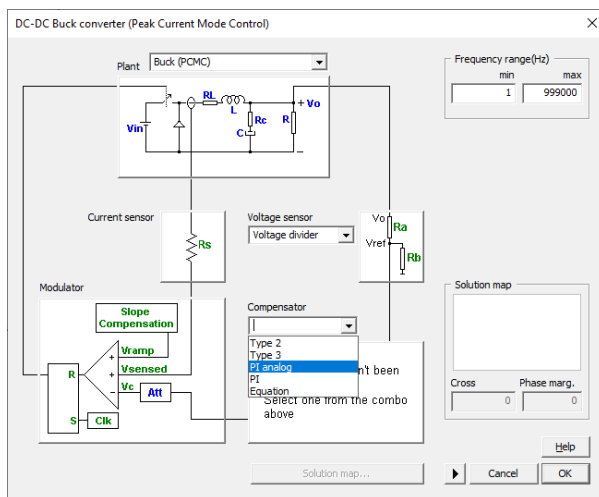 DC-DC Buck converter (Peak Current Mode Control)
Plant
Buck (PCMC)
Frequency range(Hz)
min
max
1
999000
RL
L
+ Vo
Vin
Rc
C
R
Current sensor
Rs
Voltage sensor
Voltage divider
Vo
Ra
Vref
Rb
Modulator
Slope
Compensation
Vramp
Vsensed
Vc
Att
R
S
Clk
Compensator
Type 2
Type 3
PI analog
PI
Equation
n't been
Select one from the combo
above
Solution map
Cross
Phase marg.
0
0
Help
Solution map...
Cancel
OK